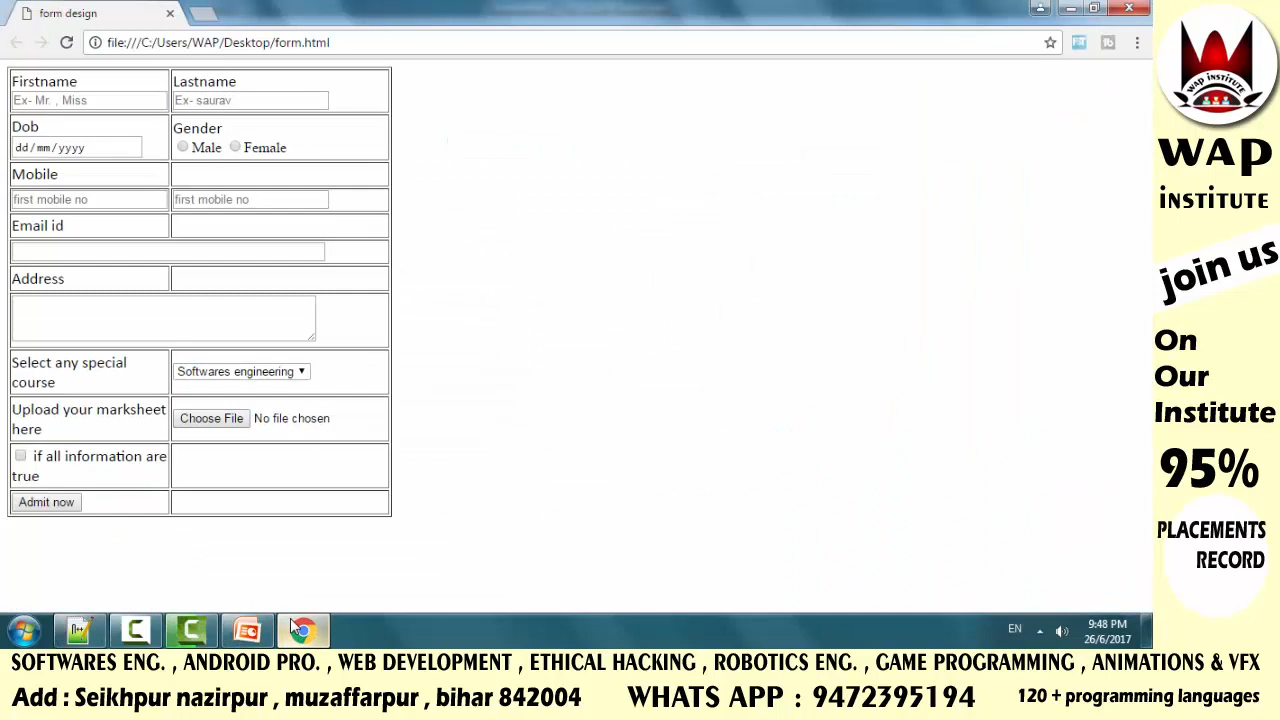 form design
file:///C:/Users/WAP/Desktop/form.html
Firstname Lastname
Ex- Mr. , Miss Ex- saurav
Dob Gender
dd/mm/yyyy Male Female
Mobile
first mobile no first mobile no
Email id
Address
Select any special
course
Softwares engineering
Upload your marksheet
here
Choose File No file chosen
if all information are
true
Admit now
EN
9:48 PM
26/6/2017
WAP INSTITUTE
WAP
INSTITUTE
join us
On
Our
Institute
95%
PLACEMENTS
RECORD
SOFTWARES ENG. , ANDROID PRO. , WEB DEVELOPMENT , ETHICAL HACKING , ROBOTICS ENG. , GAME PROGRAMMING , ANIMATIONS & VFX
Add : Seikhpur nazirpur , muzaffarpur , bihar 842004 WHATS APP : 9472395194 120 + programming languages